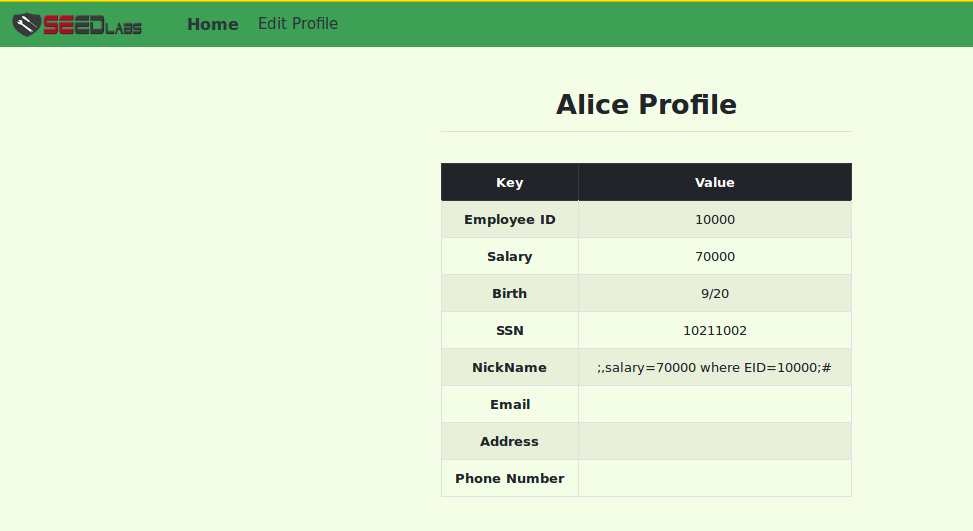 SEEDLABS Home Edit Profile
Alice Profile
Key Value
Employee ID 10000
Salary 70000
Birth 9/20
SSN 10211002
NickName ;,salary=70000 where EID=10000;#
Email
Address
Phone Number